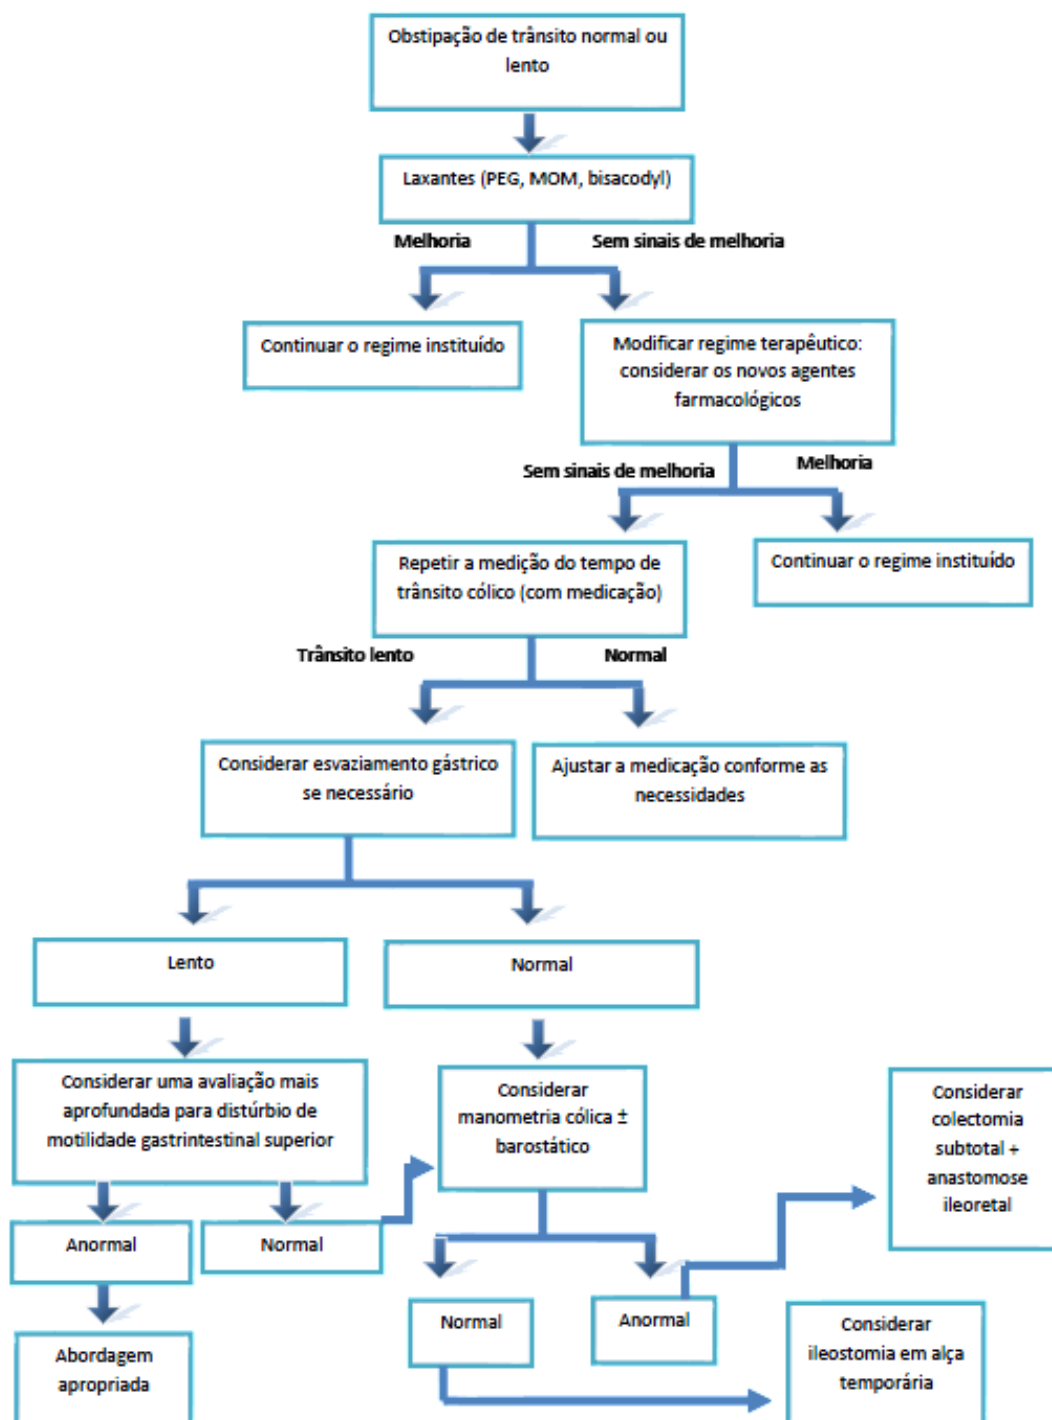 Obstipação de trânsito normal ou
lento
Laxantes (PEG, MOM, bisacodyl)
Melhoria
Sem sinais de melhoria
Continuar o regime instituído
Modificar regime terapêutico:
considerar os novos agentes
farmacológicos
Sem sinais de melhoria
Melhoria
Repetir a medição do tempo de
trânsito cólico (com medicação)
Continuar o regime instituído
Trânsito lento
Normal
Considerar esvaziamento gástrico
se necessário
Ajustar a medicação conforme as
necessidades
Lento
Normal
Considerar uma avaliação mais
aprofundada para distúrbio de
motilidade gastrintestinal superior
Considerar
manometria cólica ±
barostático
Considerar
colectomia
subtotal +
anastomose
ileoretal
Anormal
Normal
Normal
Anormal
Abordagem
apropriada
Considerar
ileostomia em alça
temporária